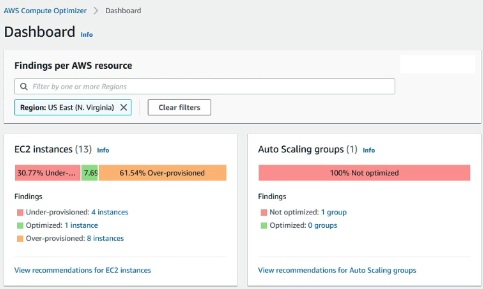 AWS Compute Optimizer > Dashboard
Dashboard Info
Findings per AWS resource
Filter by one or more Regions
Region: US East (N. Virginia) X Clear filters
EC2 instances (13) Info
30.77% Under-... 7.69 61.54% Over-provisioned
Findings
Under-provisioned: 4 instances
Optimized: 1 instance
Over-provisioned: 8 instances
View recommendations for EC2 instances
Auto Scaling groups (1) Info
100% Not optimized
Findings
Not optimized: 1 group
Optimized: 0 groups
View recommendations for Auto Scaling groups